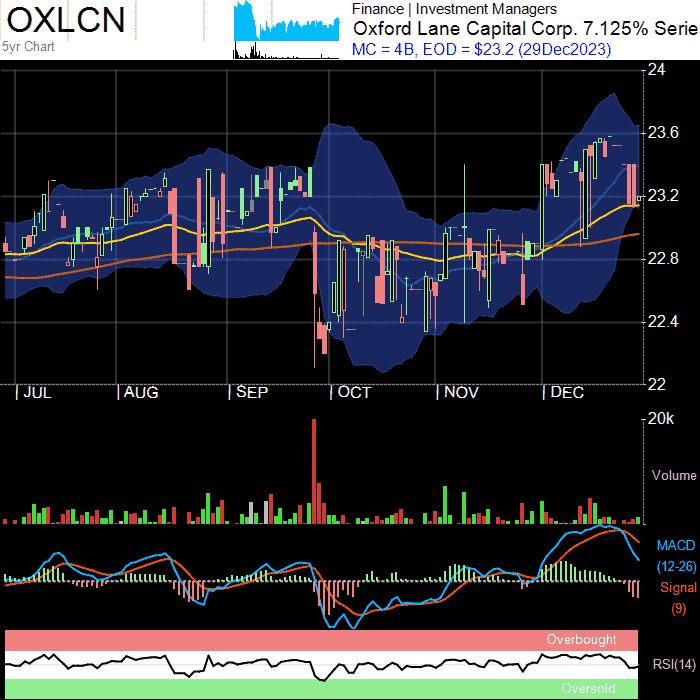 OXLCN
5yr Chart
Finance | Investment Managers
Oxford Lane Capital Corp. 7.125% Serie
MC = 4B, EOD = $23.2 (29Dec2023)
24
23.6
23.2
22.8
22.4
22
| JUL | AUG | SEP | OCT | NOV | DEC
20k
Volume
MACD
(12-26)
Signal
(9)
Overbought
RSI(14)
Oversold